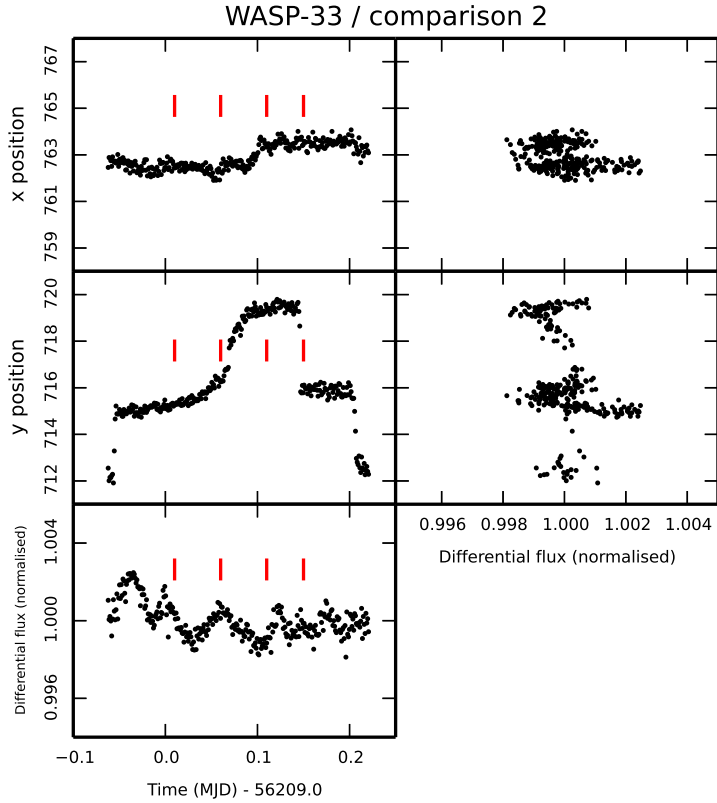 WASP-33 / comparison 2
x position
767
765
763
761
759
y position
720
718
716
714
712
0.996 0.998 1.000 1.002 1.004
Differential flux (normalised)
Differential flux (normalised)
1.004
1.000
0.996
−0.1 0.0 0.1 0.2
Time (MJD) - 56209.0